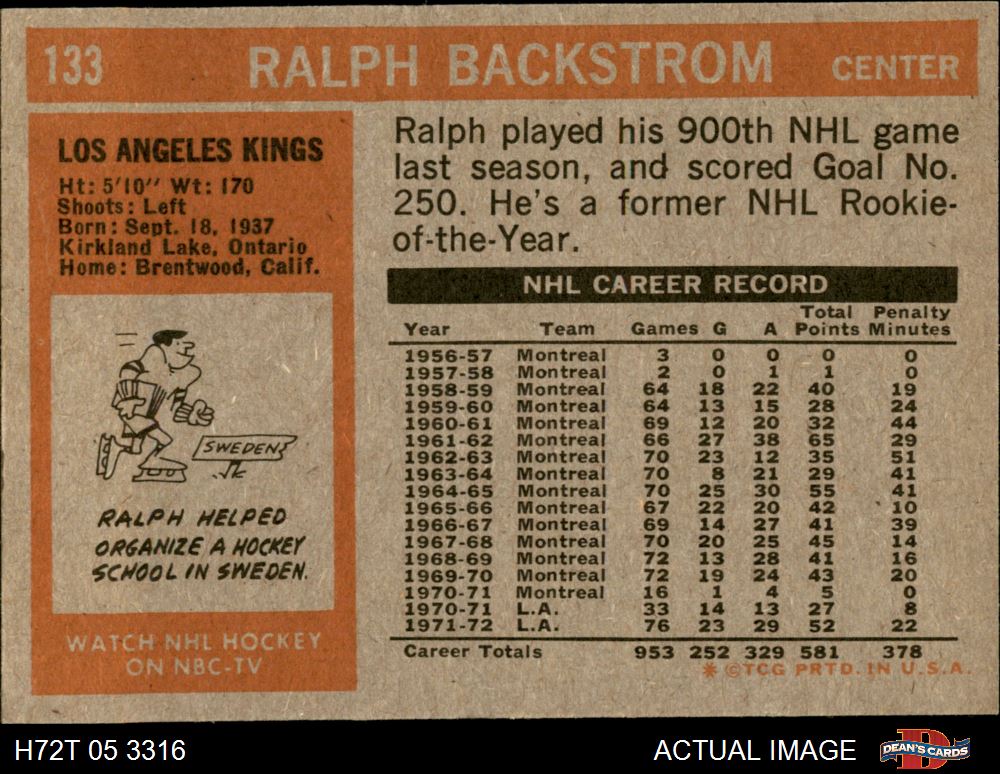 133 RALPH BACKSTROM CENTER
LOS ANGELES KINGS
Ht: 5'10" Wt: 170
Shoots: Left
Born: Sept. 18, 1937
Kirkland Lake, Ontario
Home: Brentwood, Calif.
SWEDEN
RALPH HELPED
ORGANIZE A HOCKEY
SCHOOL IN SWEDEN.
WATCH NHL HOCKEY
ON NBC-TV
Ralph played his 900th NHL game
last season, and scored Goal No.
250. He's a former NHL Rookie-
of-the-Year.
NHL CAREER RECORD
Year Team Games G A Total Points Penalty Minutes
1956-57 Montreal 3 0 0 0 0
1957-58 Montreal 2 0 1 1 0
1958-59 Montreal 64 18 22 40 19
1959-60 Montreal 64 13 15 28 24
1960-61 Montreal 69 12 20 32 44
1961-62 Montreal 66 27 38 65 29
1962-63 Montreal 70 23 12 35 51
1963-64 Montreal 70 8 21 29 41
1964-65 Montreal 70 25 30 55 41
1965-66 Montreal 67 22 20 42 10
1966-67 Montreal 69 14 27 41 39
1967-68 Montreal 70 20 25 45 14
1968-69 Montreal 72 13 28 41 16
1969-70 Montreal 72 19 24 43 20
1970-71 Montreal 16 1 4 5 0
1970-71 L.A. 33 14 13 27 8
1971-72 L.A. 76 23 29 52 22
Career Totals 953 252 329 581 378
* ©TCG PRTD. IN U.S.A.
H72T 05 3316 ACTUAL IMAGE DEAN'S CARDS